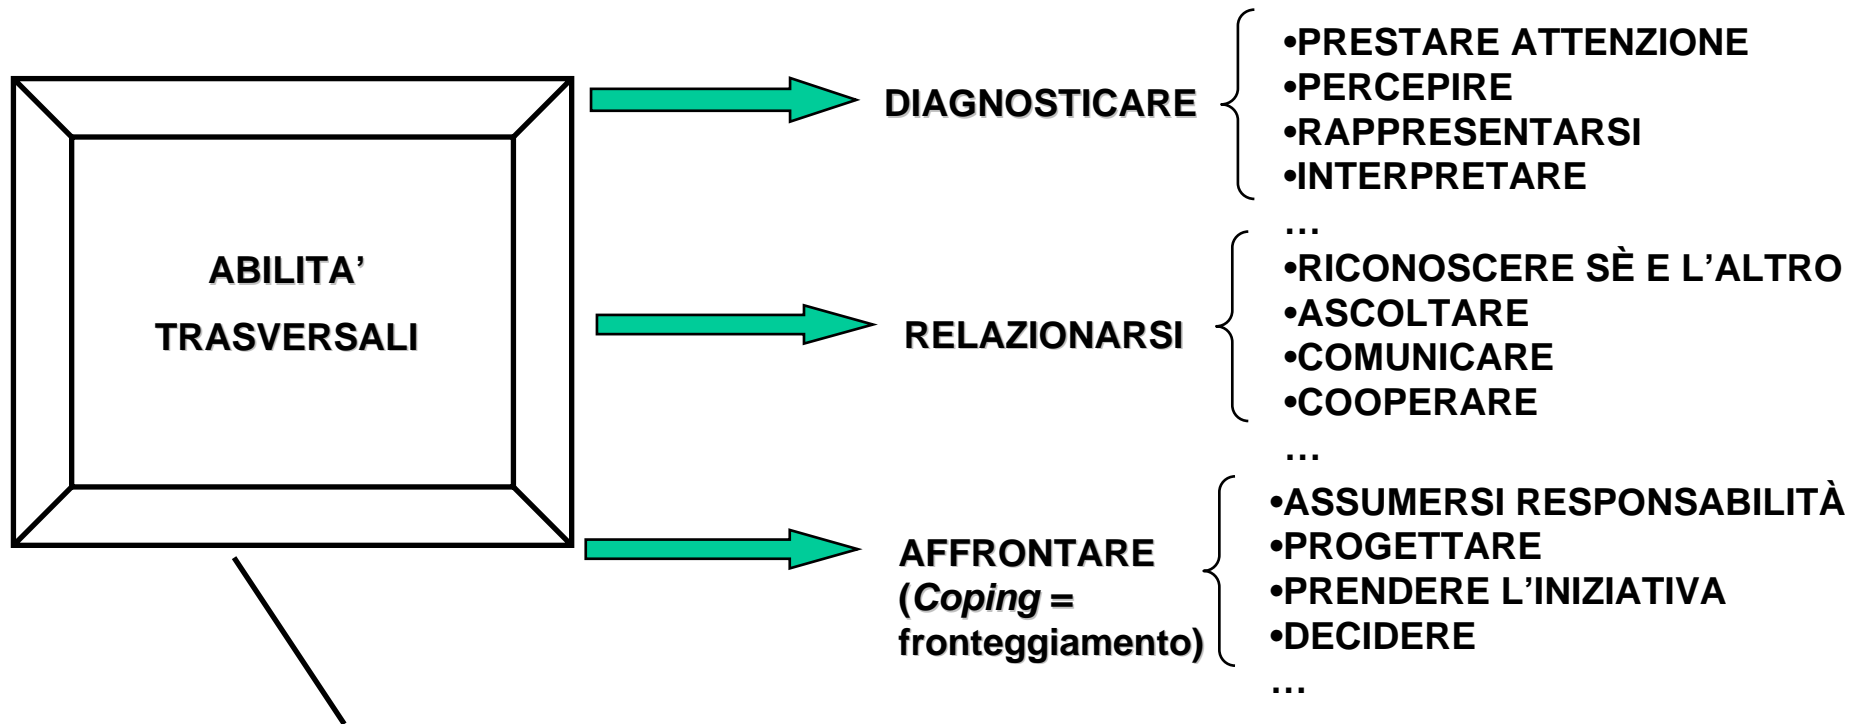 ABILITA’
TRASVERSALI
DIAGNOSTICARE
•PRESTARE ATTENZIONE
•PERCEPIRE
•RAPPRESENTARSI
•INTERPRETARE
…
RELAZIONARSI
•RICONOSCERE SÈ E L’ALTRO
•ASCOLTARE
•COMUNICARE
•COOPERARE
…
AFFRONTARE
(Coping =
fronteggiamento)
•ASSUMERSI RESPONSABILITÀ
•PROGETTARE
•PRENDERE L’INIZIATIVA
•DECIDERE
…